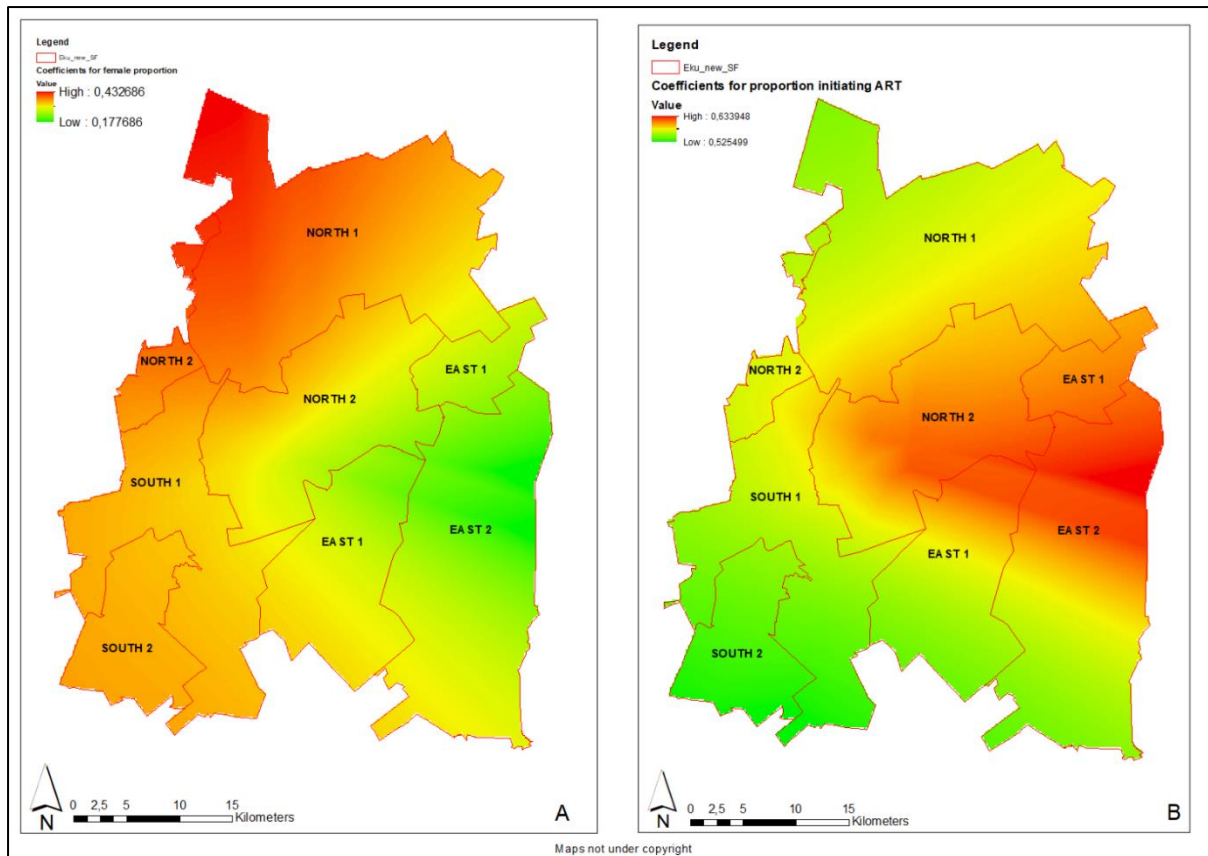 Legend
Eku_new_SF
Coefficients for female proportion
Value
High : 0,432686
Low : 0,177686
NORTH 1
NORTH 2
EAST 1
NORTH 2
SOUTH 1
EAST 2
EAST 1
SOUTH 2
N
0 2,5 5 10 15
Kilometers
A
Legend
Eku_new_SF
Coefficients for proportion initiating ART
Value
High : 0,633948
Low : 0,525499
NORTH 1
NORTH 2
EAST 1
NORTH 2
SOUTH 1
EAST 2
EAST 1
SOUTH 2
N
0 2,5 5 10 15
Kilometers
B
Maps not under copyright